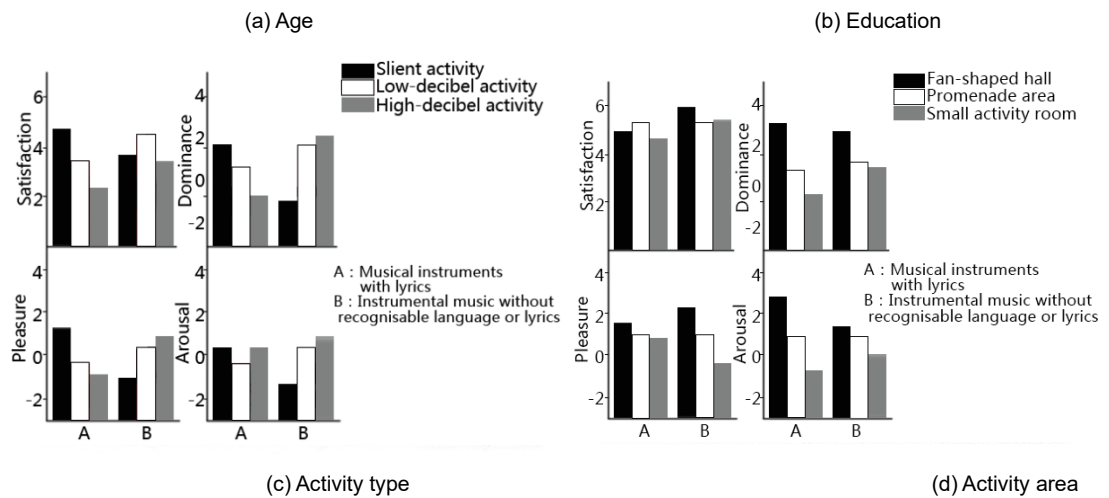 (a) Age
(b) Education
Slient activity
Low-decibel activity
High-decibel activity
Satisfaction
6
4
2
Dominance
4
2
0
-2
Pleasure
4
2
0
-2
Arousal
4
2
0
-2
A : Musical instruments
with lyrics
B : Instrumental music without
recognisable language or lyrics
A
B
A
B
Fan-shaped hall
Promenade area
Small activity room
Satisfaction
6
4
2
Dominance
4
2
0
-2
Pleasure
4
2
0
-2
Arousal
4
2
0
-2
A : Musical instruments
with lyrics
B : Instrumental music without
recognisable language or lyrics
A
B
A
B
(c) Activity type
(d) Activity area